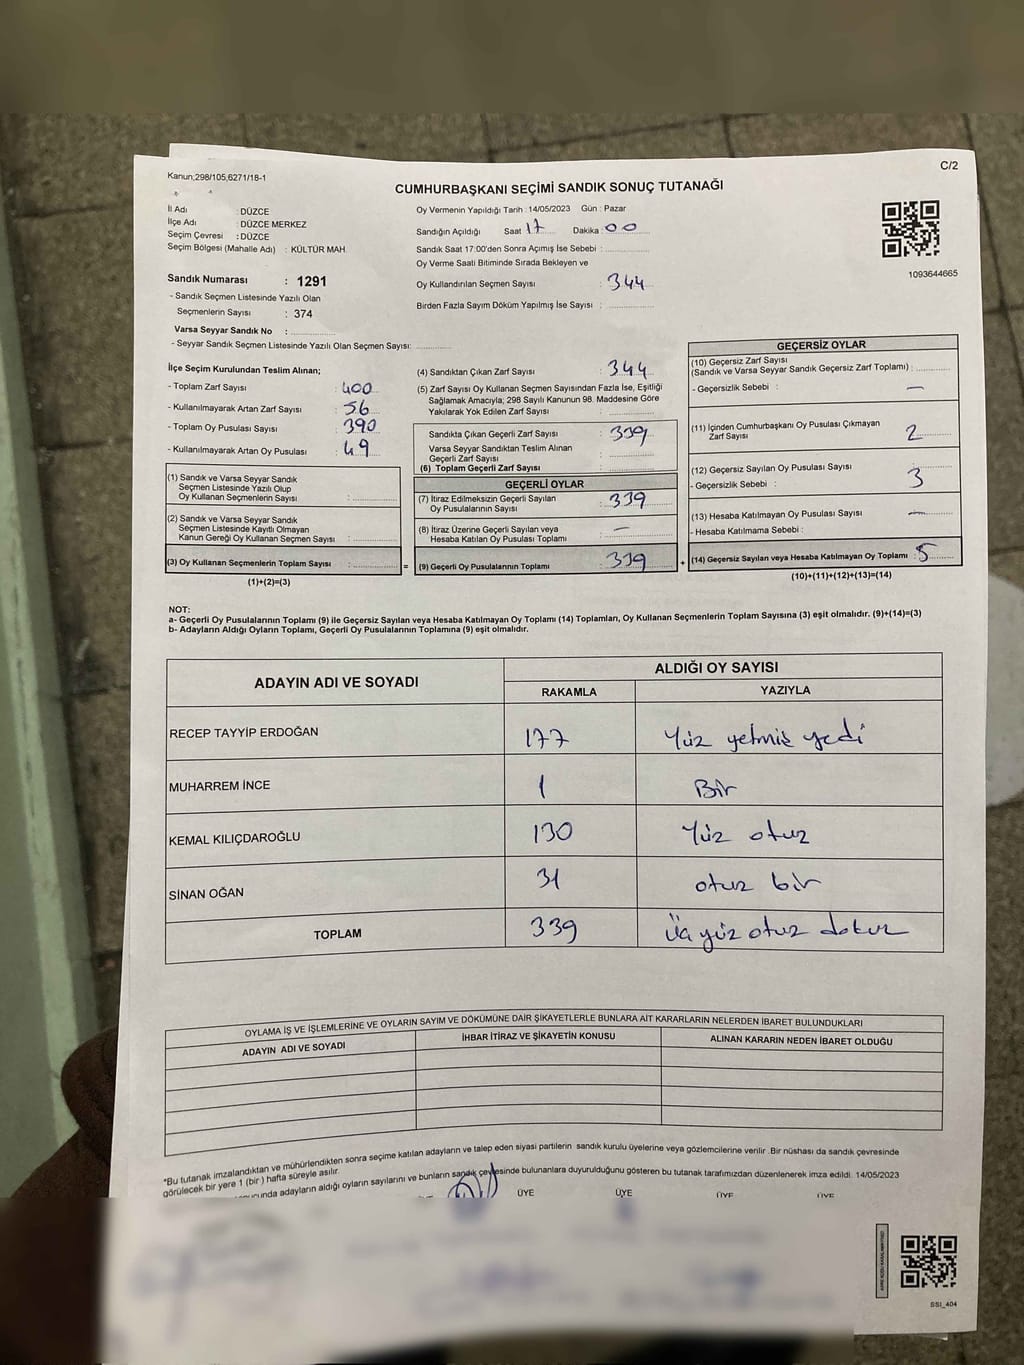 C/2
Kanun;298/105,6271/18-1
CUMHURBAŞKANI SEÇİMİ SANDIK SONUÇ TUTANAĞI
İl Adı : DÜZCE
İlçe Adı : DÜZCE MERKEZ
Seçim Çevresi : DÜZCE
Seçim Bölgesi (Mahalle Adı) : KÜLTÜR MAH.
Sandık Numarası : 1291
- Sandık Seçmen Listesinde Yazılı Olan
Seçmenlerin Sayısı : 374
Varsa Seyyar Sandık No :
- Seyyar Sandık Seçmen Listesinde Yazılı Olan Seçmen Sayısı:
Oy Vermenin Yapıldığı Tarih : 14/05/2023 Gün : Pazar
Sandığın Açıldığı Saat 17 Dakika : 00
Sandık Saat 17:00'den Sonra Açımış İse Sebebi :
Oy Verme Saati Bitiminde Sırada Bekleyen ve
Oy Kullandırılan Seçmen Sayısı : 344
Birden Fazla Sayım Döküm Yapılmış İse Sayısı :
1093644665
İlçe Seçim Kurulundan Teslim Alınan;
- Toplam Zarf Sayısı : 400
- Kullanılmayarak Artan Zarf Sayısı : 56
- Toplam Oy Pusulası Sayısı : 390
- Kullanılmayarak Artan Oy Pusulası : 49
(1) Sandık ve Varsa Seyyar Sandık
Seçmen Listesinde Yazılı Olup
Oy Kullanan Seçmenlerin Sayısı :
(2) Sandık ve Varsa Seyyar Sandık
Seçmen Listesinde Kayıtlı Olmayan
Kanun Gereği Oy Kullanan Seçmen Sayısı :
(3) Oy Kullanan Seçmenlerin Toplam Sayısı : =
(1)+(2)=(3)
(4) Sandıktan Çıkan Zarf Sayısı : 344
(5) Zarf Sayısı Oy Kullanan Seçmen Sayısından Fazla İse, Eşitliği
Sağlamak Amacıyla; 298 Sayılı Kanunun 98. Maddesine Göre
Yakılarak Yok Edilen Zarf Sayısı :
Sandıkta Çıkan Geçerli Zarf Sayısı : 339
Varsa Seyyar Sandıktan Teslim Alınan
Geçerli Zarf Sayısı :
(6) Toplam Geçerli Zarf Sayısı :
GEÇERLİ OYLAR
(7) İtiraz Edilmeksizin Geçerli Sayılan
Oy Pusulalarının Sayısı : 339
(8) İtiraz Üzerine Geçerli Sayılan veya
Hesaba Katılan Oy Pusulası Toplamı : —
(9) Geçerli Oy Pusulalarının Toplamı : 339 +
GEÇERSİZ OYLAR
(10) Geçersiz Zarf Sayısı
(Sandık ve Varsa Seyyar Sandık Geçersiz Zarf Toplamı) :
- Geçersizlik Sebebi : —
(11) İçinden Cumhurbaşkanı Oy Pusulası Çıkmayan
Zarf Sayısı : 2
(12) Geçersiz Sayılan Oy Pusulası Sayısı :
- Geçersizlik Sebebi : 3
(13) Hesaba Katılmayan Oy Pusulası Sayısı : —
- Hesaba Katılmama Sebebi :
(14) Geçersiz Sayılan veya Hesaba Katılmayan Oy Toplamı : 5
(10)+(11)+(12)+(13)=(14)
NOT:
a- Geçerli Oy Pusulalarının Toplamı (9) ile Geçersiz Sayılan veya Hesaba Katılmayan Oy Toplamı (14) Toplamları, Oy Kullanan Seçmenlerin Toplam Sayısına (3) eşit olmalıdır. (9)+(14)=(3)
b- Adayların Aldığı Oyların Toplamı, Geçerli Oy Pusulalarının Toplamına (9) eşit olmalıdır.
ADAYIN ADI VE SOYADI
ALDIĞI OY SAYISI
RAKAMLA YAZIYLA
RECEP TAYYİP ERDOĞAN 177 Yüz yetmiş yedi
MUHARREM İNCE 1 Bir
KEMAL KILIÇDAROĞLU 130 Yüz otuz
SİNAN OĞAN 31 otuz bir
TOPLAM 339 Üç yüz otuz dokuz
OYLAMA İŞ VE İŞLEMLERİNE VE OYLARIN SAYIM VE DÖKÜMÜNE DAİR ŞİKAYETLERLE BUNLARA AİT KARARLARIN NELERDEN İBARET BULUNDUKLARI
ADAYIN ADI VE SOYADI İHBAR İTİRAZ VE ŞİKAYETİN KONUSU ALINAN KARARIN NEDEN İBARET OLDUĞU
*Bu tutanak imzalandıktan ve mühürlendikten sonra seçime katılan adayların ve talep eden siyasi partilerin sandık kurulu üyelerine veya gözlemcilerine verilir. Bir nüshası da sandık çevresinde
görülecek bir yere 1 (bir ) hafta süreyle asılır.
adayların aldığı oyların sayılarını ve bunların sandık çevresinde bulunanlara duyurulduğunu gösteren bu tutanak tarafımızdan düzenlenerek imza edildi. 14/05/2023
ÜYE ÜYE ÜYE ÜYE
SSI_404